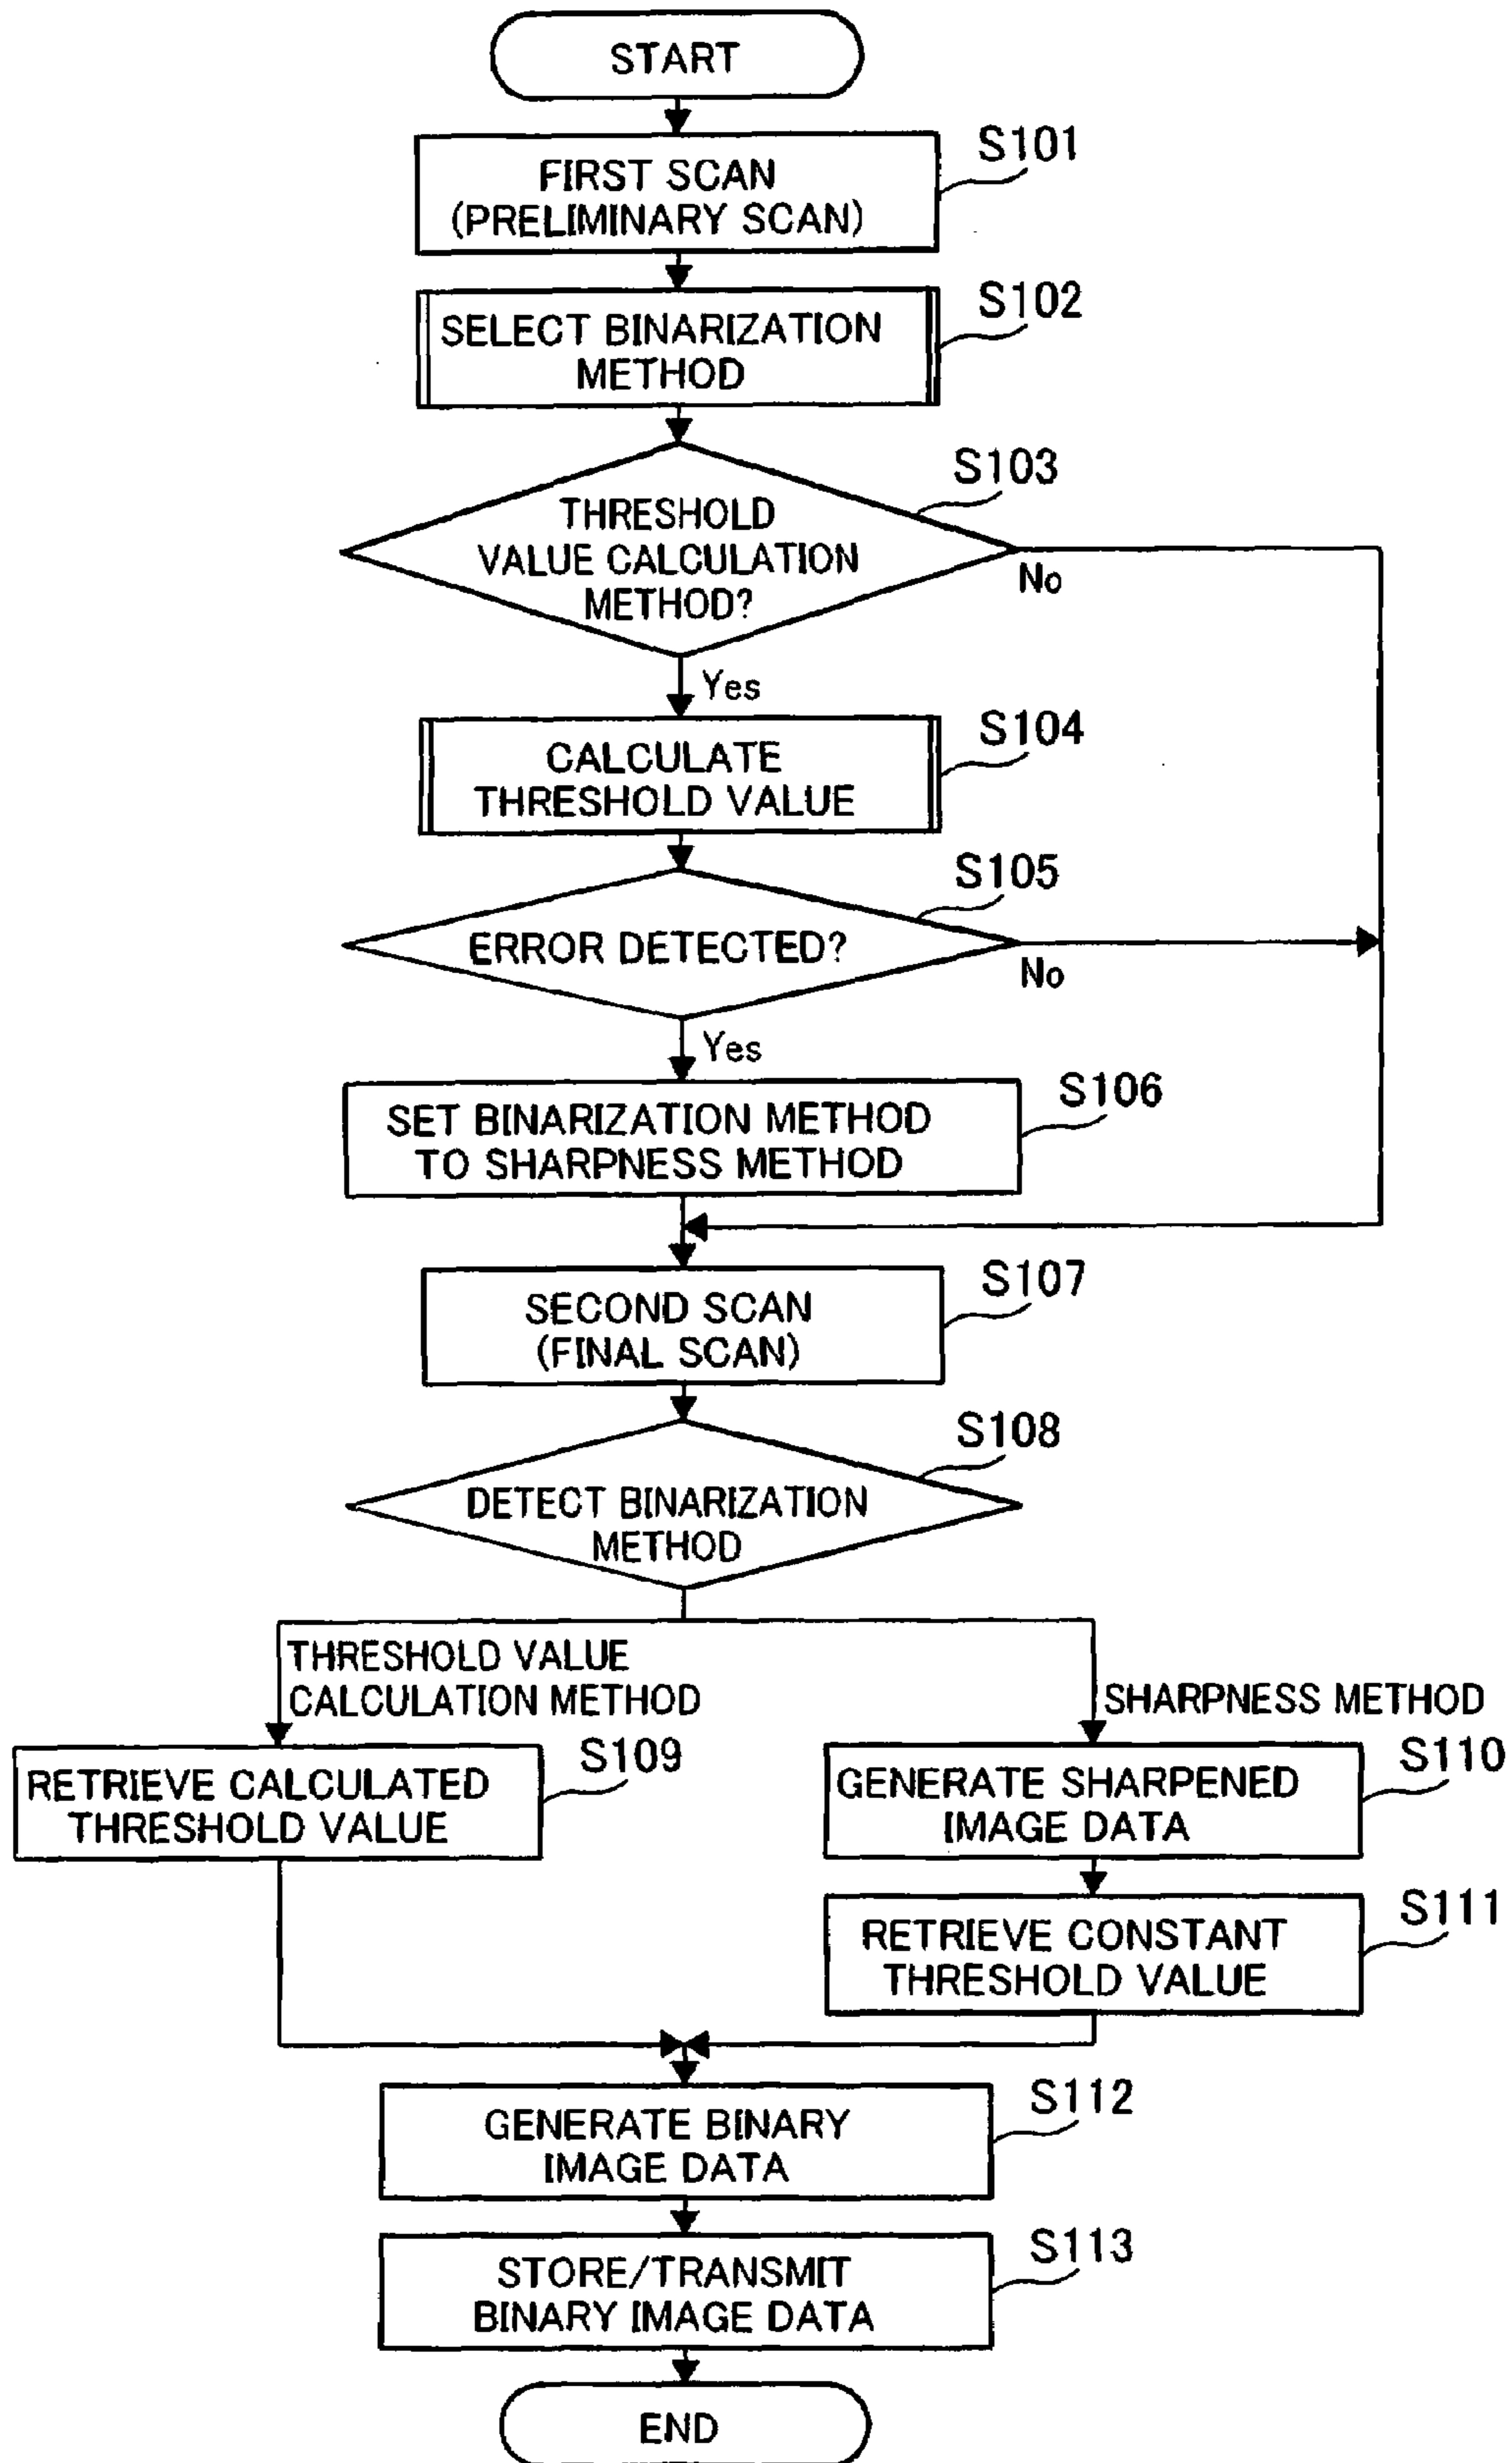 START
S101
FIRST SCAN
(PRELIMINARY SCAN)
S102
SELECT BINARIZATION
METHOD
S103
THRESHOLD
VALUE CALCULATION
METHOD?
No
Yes
S104
CALCULATE
THRESHOLD VALUE
S105
ERROR DETECTED?
No
Yes
S106
SET BINARIZATION METHOD
TO SHARPNESS METHOD
S107
SECOND SCAN
(FINAL SCAN)
S108
DETECT BINARIZATION
METHOD
THRESHOLD VALUE
CALCULATION METHOD
SHARPNESS METHOD
S109
RETRIEVE CALCULATED
THRESHOLD VALUE
S110
GENERATE SHARPENED
IMAGE DATA
S111
RETRIEVE CONSTANT
THRESHOLD VALUE
S112
GENERATE BINARY
IMAGE DATA
S113
STORE/TRANSMIT
BINARY IMAGE DATA
END